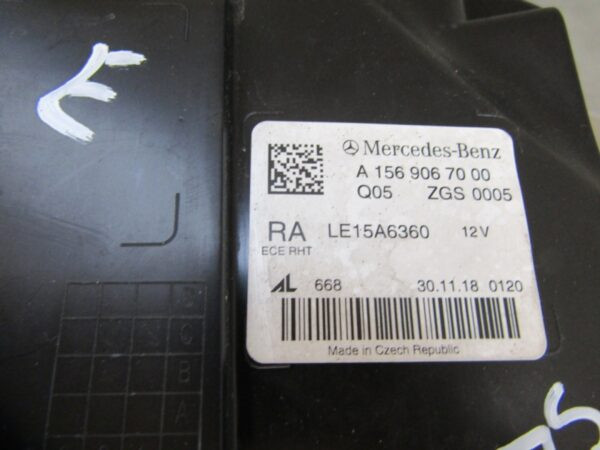 Mercedes-Benz
A 156 906 70 00
Q05 ZGS 0005
RA LE15A6360 12V
ECE RHT
AL 668 30.11.18 0120
Made in Czech Republic
D
C
B
A